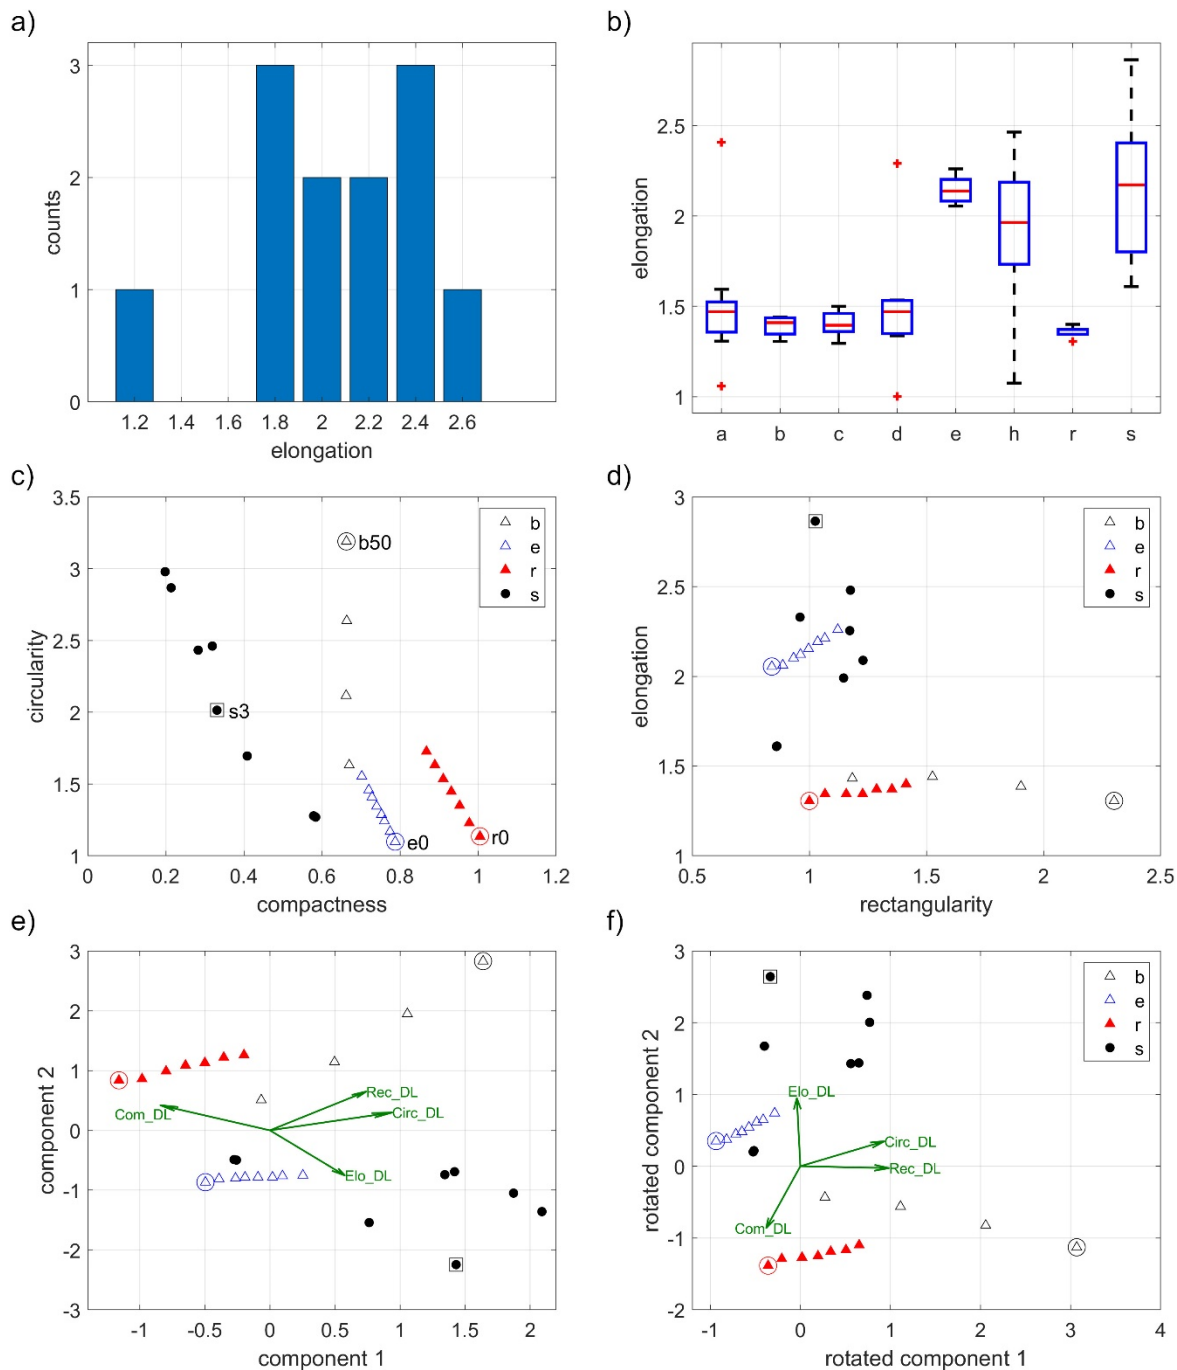 a)
3
2
1
0
counts
1.2 1.4 1.6 1.8 2 2.2 2.4 2.6
elongation
b)
2.5
2
1.5
1
elongation
a b c d e h r s
c)
3.5
3
2.5
2
1.5
1
circularity
0 0.2 0.4 0.6 0.8 1 1.2
compactness
b50
s3
e0
r0
b
e
r
s
d)
3
2.5
2
1.5
1
elongation
0.5 1 1.5 2 2.5
rectangularity
b
e
r
s
e)
3
2
1
0
-1
-2
-3
component 2
-1 -0.5 0 0.5 1 1.5 2
component 1
Rec_DL
Com_DL
Circ_DL
Elo_DL
f)
3
2
1
0
-1
-2
rotated component 2
-1 0 1 2 3 4
rotated component 1
Elo_DL
Circ_DL
Rec_DL
Com_DL
b
e
r
s